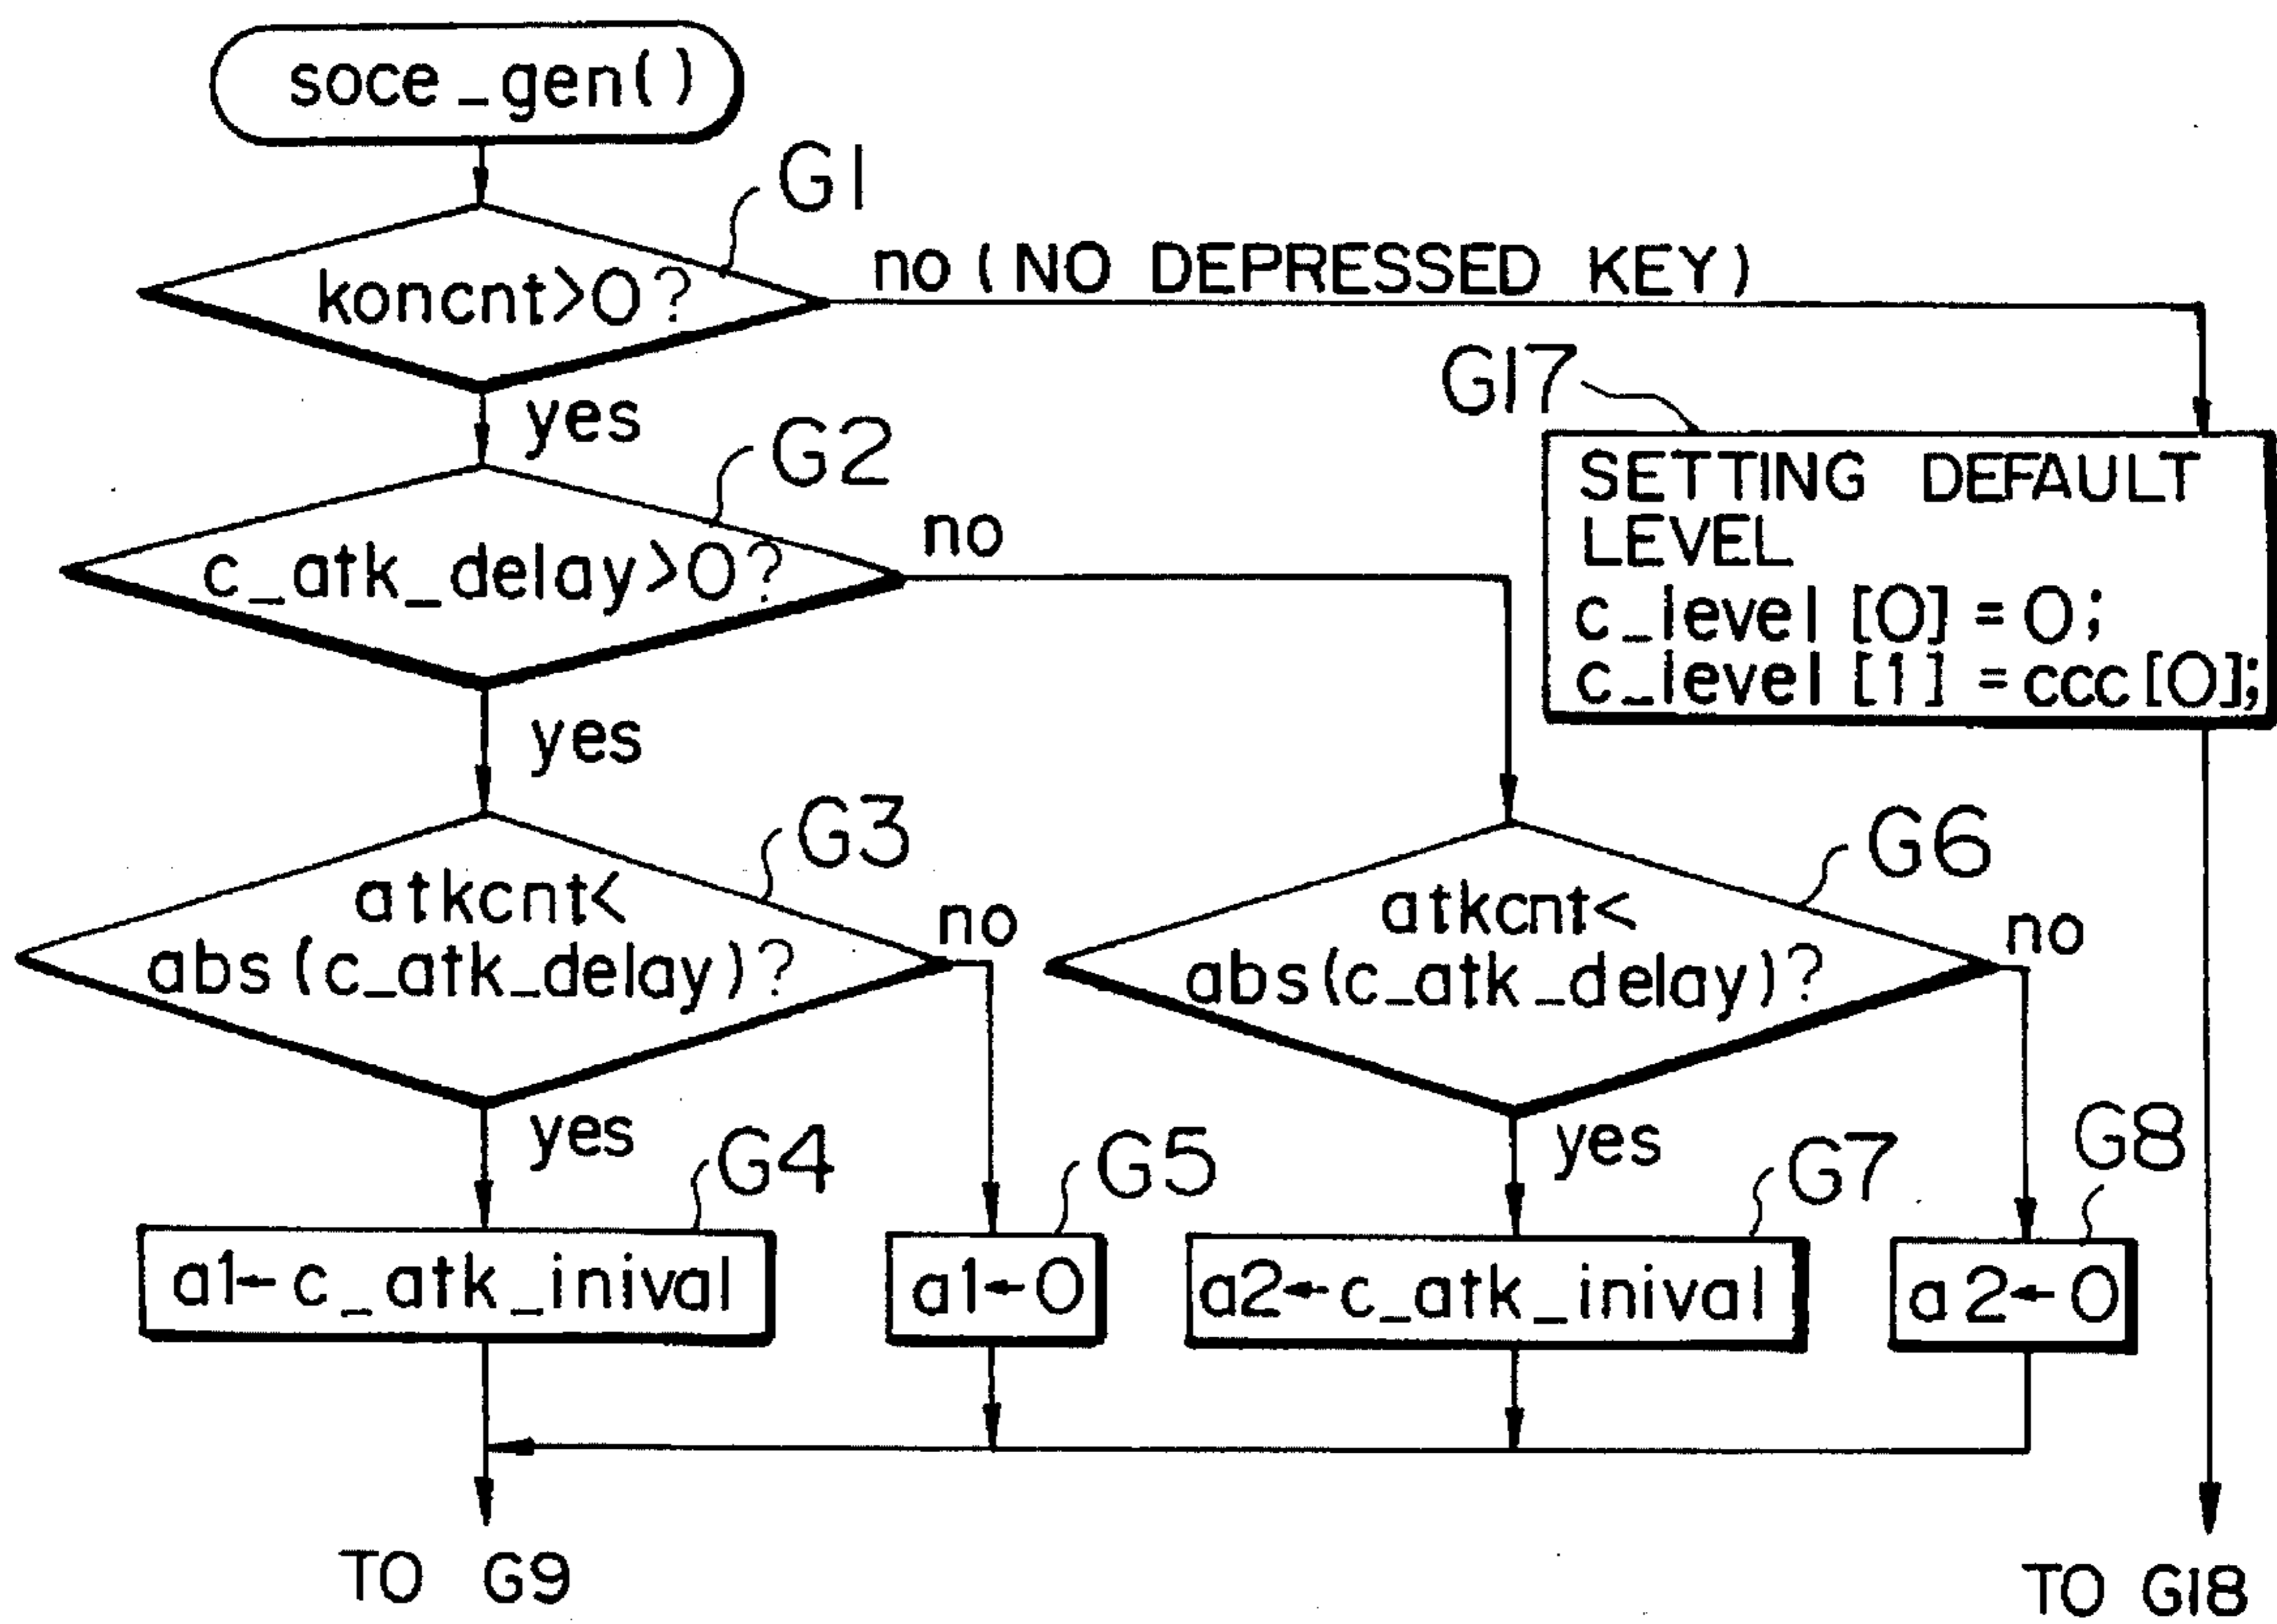 soce_gen()
G1
koncnt>0?
no (NO DEPRESSED KEY)
yes
G17
SETTING DEFAULT
LEVEL
c_level [0] = 0;
c_level [1] = ccc[0];
G2
c_atk_delay>0?
no
yes
G3
atkcnt<
abs(c_atk_delay)?
no
yes
G6
atkcnt<
abs(c_atk_delay)?
no
yes
G4
a1←c_atk_inival
G5
a1←0
G7
a2←c_atk_inival
G8
a2←0
TO G9
TO G18